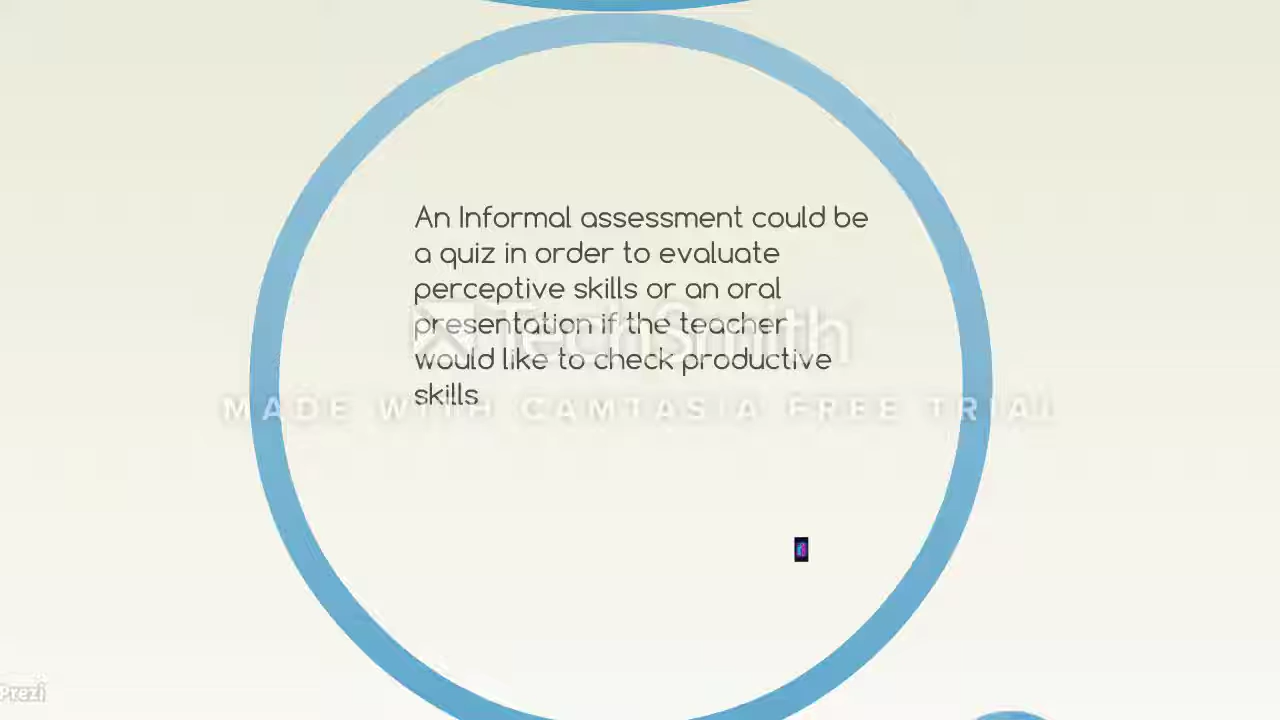 An Informal assessment could be
a quiz in order to evaluate
perceptive skills or an oral
presentation if the teacher
would like to check productive
skills
TechSmith
MADE WITH CAMTASIA FREE TRIAL
Prezi